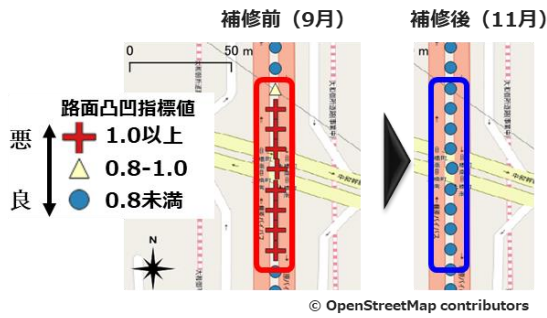 補修前（9月）
補修後（11月）
0 50 m
m
路面凸凹指標値
悪
1.0以上
0.8-1.0
良
0.8未満
N
© OpenStreetMap contributors